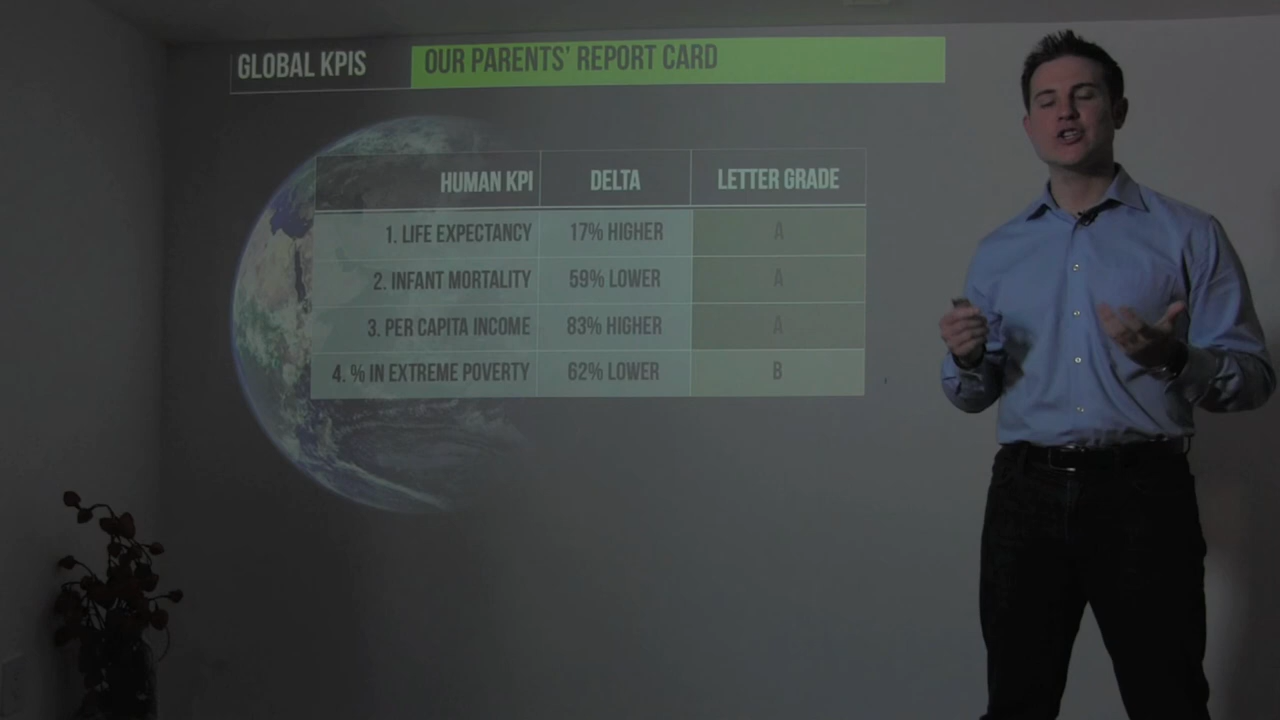 GLOBAL KPIS OUR PARENTS' REPORT CARD
HUMAN KPI DELTA LETTER GRADE
1. LIFE EXPECTANCY 17% HIGHER A
2. INFANT MORTALITY 59% LOWER A
3. PER CAPITA INCOME 83% HIGHER A
4. % IN EXTREME POVERTY 62% LOWER B